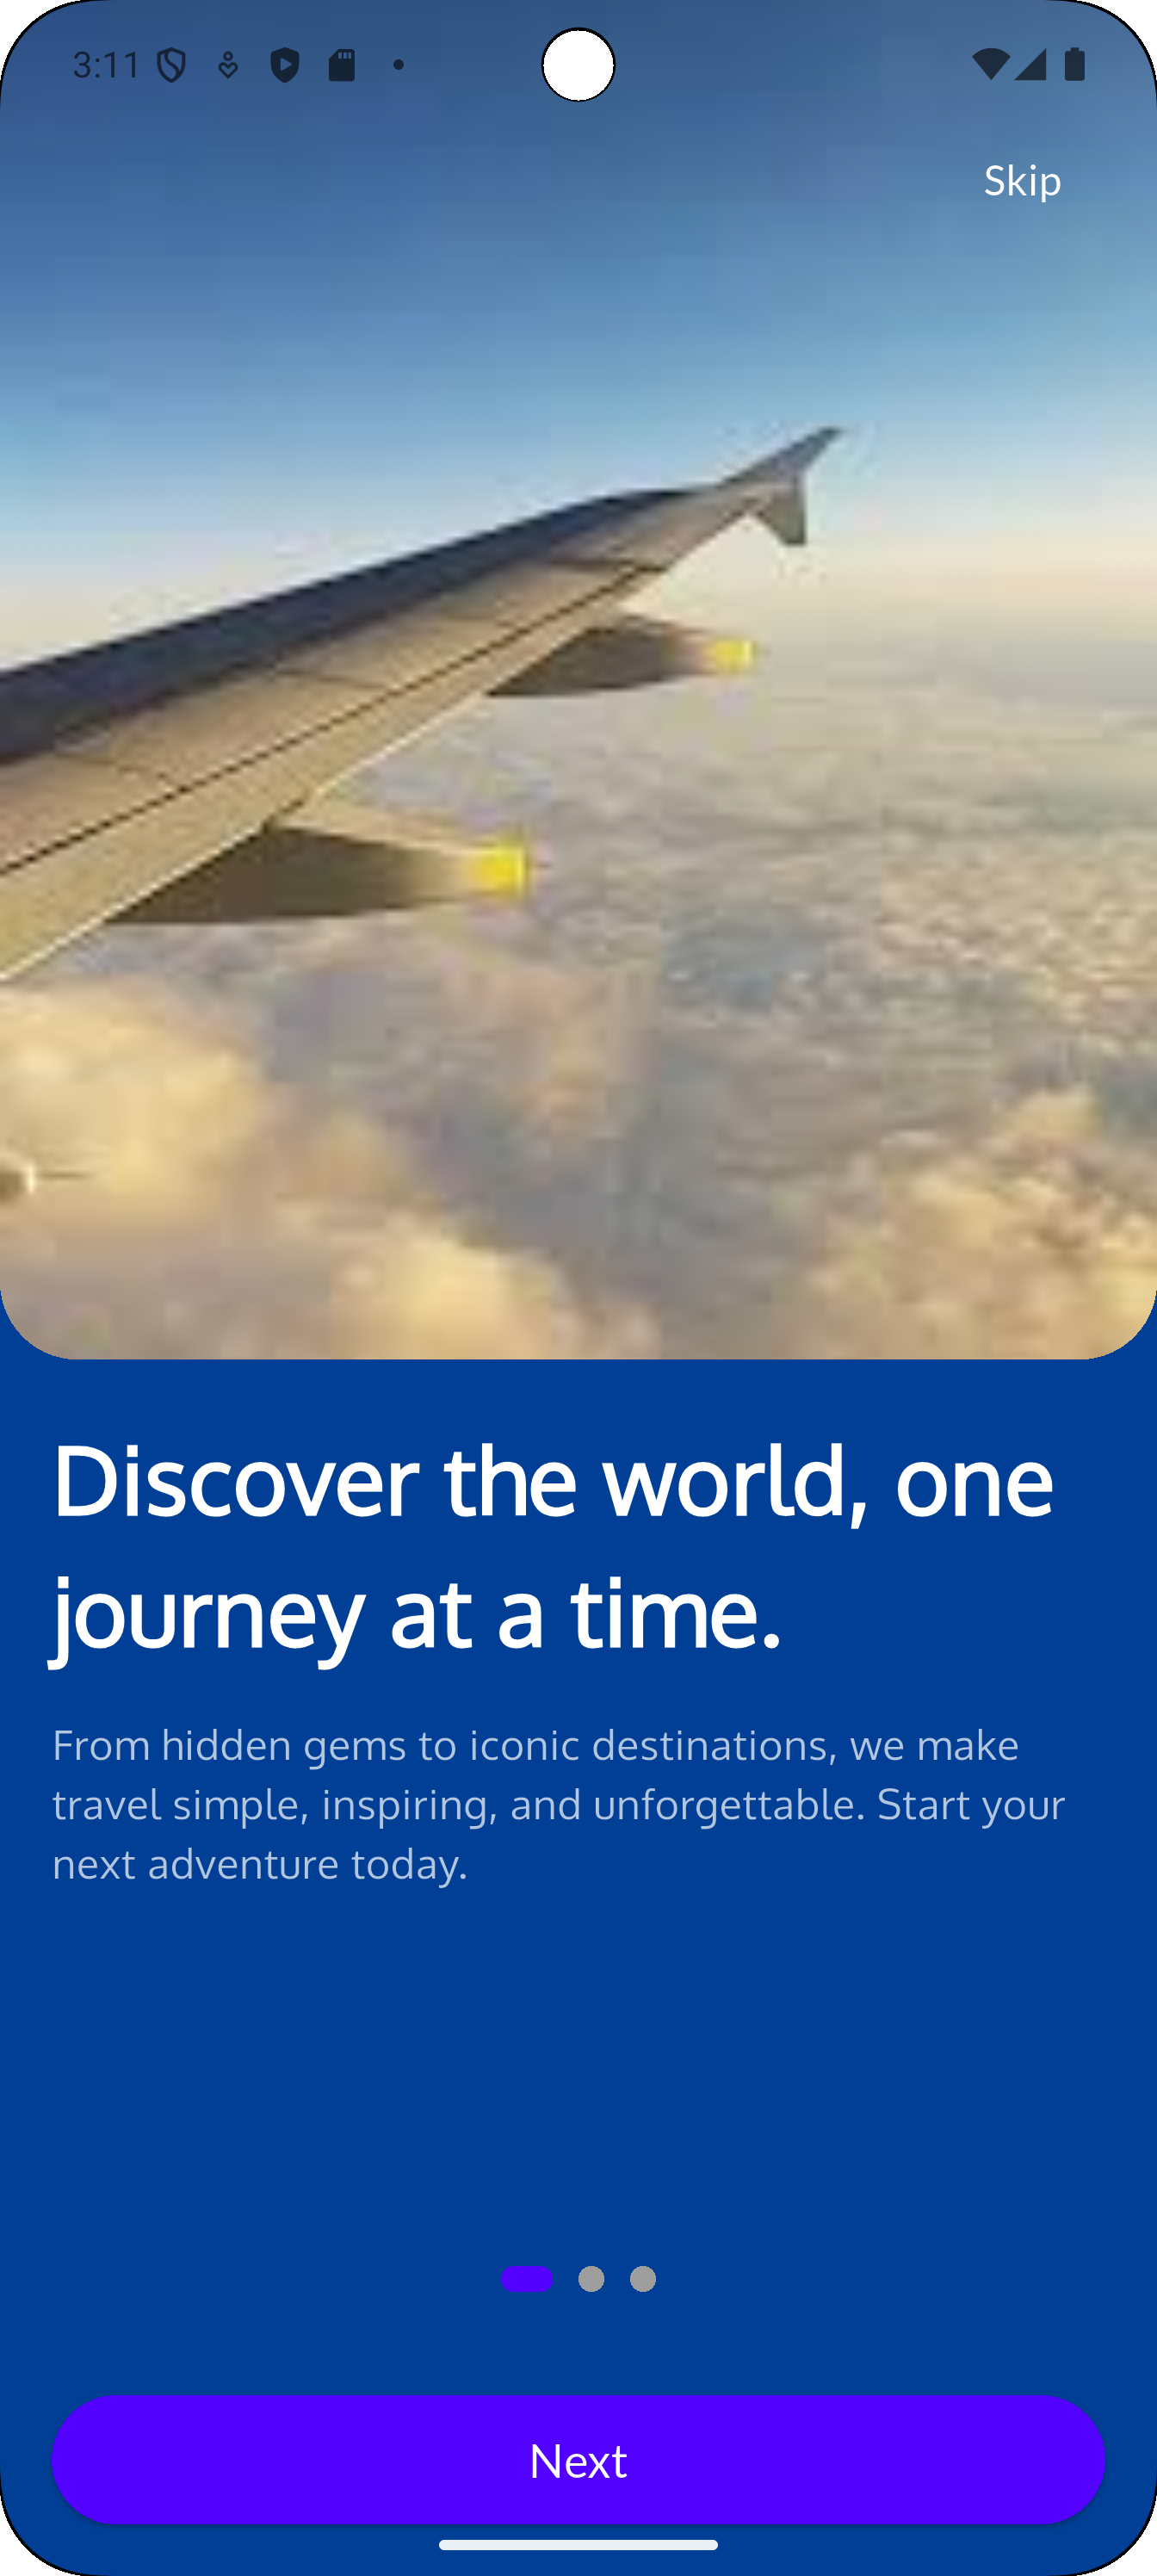 3:11
Skip
Discover the world, one
journey at a time.
From hidden gems to iconic destinations, we make
travel simple, inspiring, and unforgettable. Start your
next adventure today.
Next